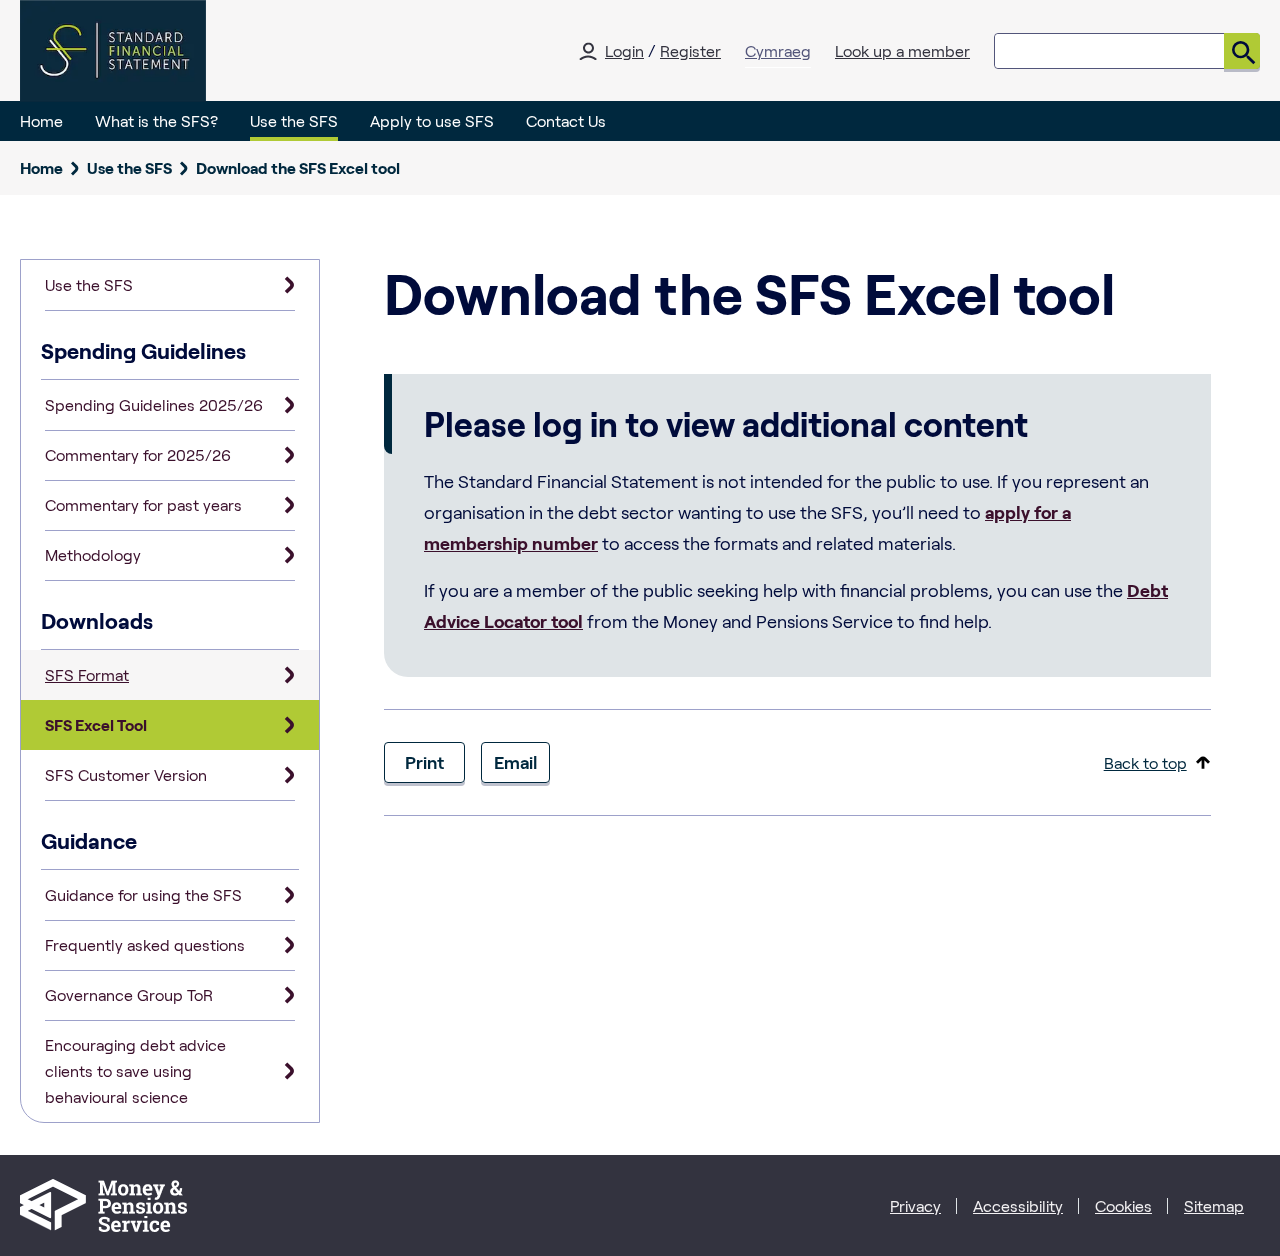 STANDARD
FINANCIAL
STATEMENT
Login / Register
Cymraeg
Look up a member
Home
What is the SFS?
Use the SFS
Apply to use SFS
Contact Us
Home
Use the SFS
Download the SFS Excel tool
Use the SFS
Spending Guidelines
Spending Guidelines 2025/26
Commentary for 2025/26
Commentary for past years
Methodology
Downloads
SFS Format
SFS Excel Tool
SFS Customer Version
Guidance
Guidance for using the SFS
Frequently asked questions
Governance Group ToR
Encouraging debt advice
clients to save using
behavioural science
Download the SFS Excel tool
Please log in to view additional content
The Standard Financial Statement is not intended for the public to use. If you represent an
organisation in the debt sector wanting to use the SFS, you’ll need to apply for a
membership number to access the formats and related materials.
If you are a member of the public seeking help with financial problems, you can use the Debt
Advice Locator tool from the Money and Pensions Service to find help.
Print
Email
Back to top
Money &
Pensions
Service
Privacy
Accessibility
Cookies
Sitemap